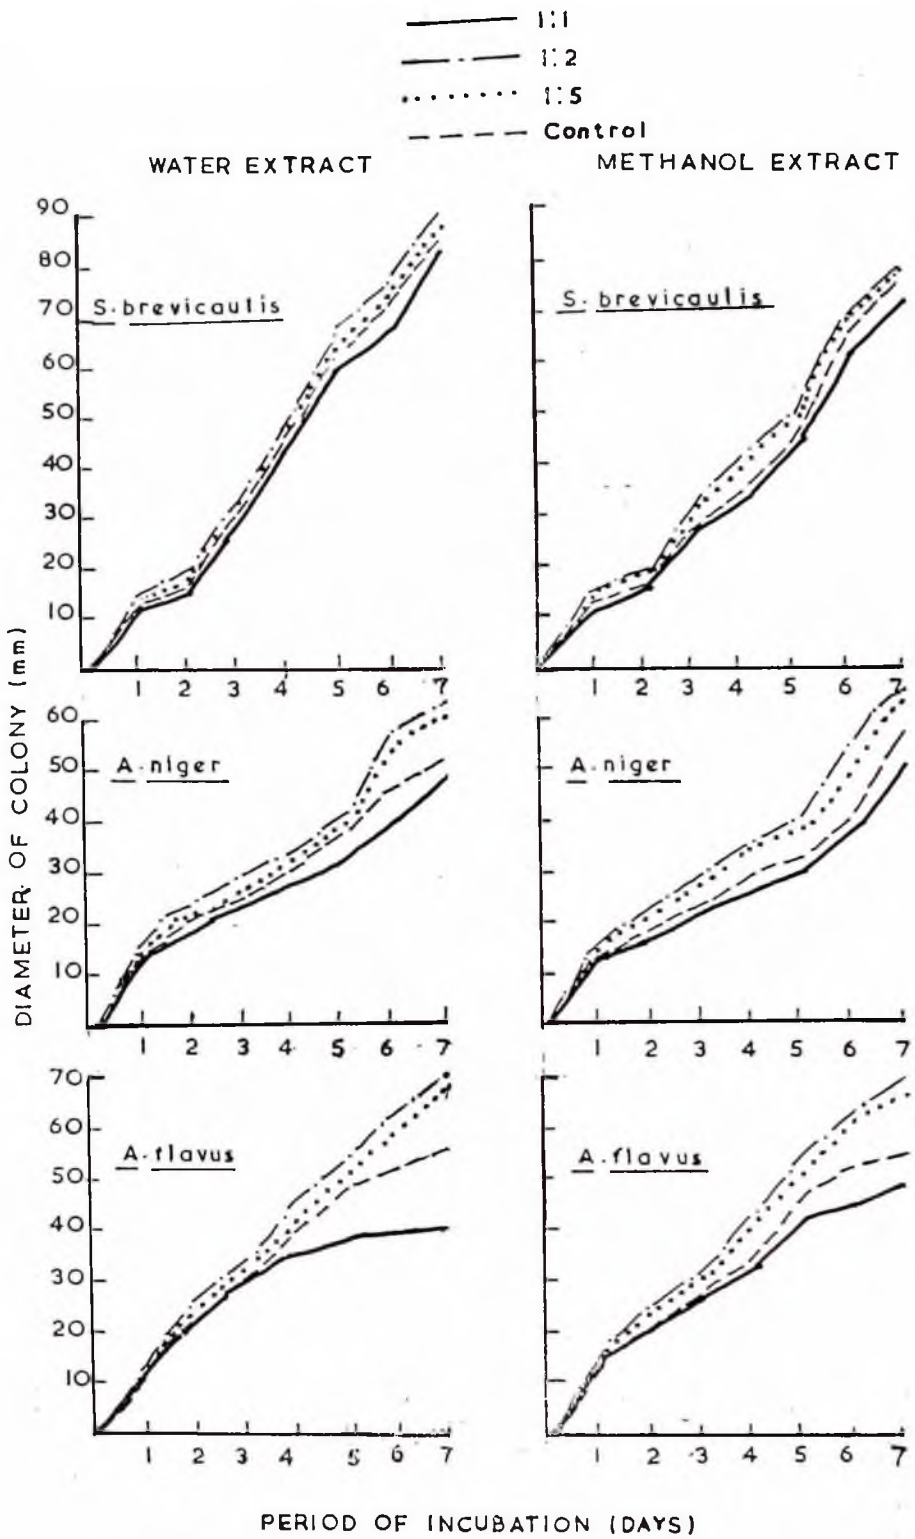 1:1
1:2
1:5
Control
WATER EXTRACT
METHANOL EXTRACT
90
80
70
60
50
40
30
20
10
S. brevicaulis
1 2 3 4 5 6 7
S. brevicaulis
1 2 3 4 5 6 7
DIAMETER OF COLONY (mm)
60
50
40
30
20
10
A. niger
1 2 3 4 5 6 7
A. niger
1 2 3 4 5 6 7
70
60
50
40
30
20
10
A. flavus
1 2 3 4 5 6 7
A. flavus
1 2 3 4 5 6 7
PERIOD OF INCUBATION (DAYS)